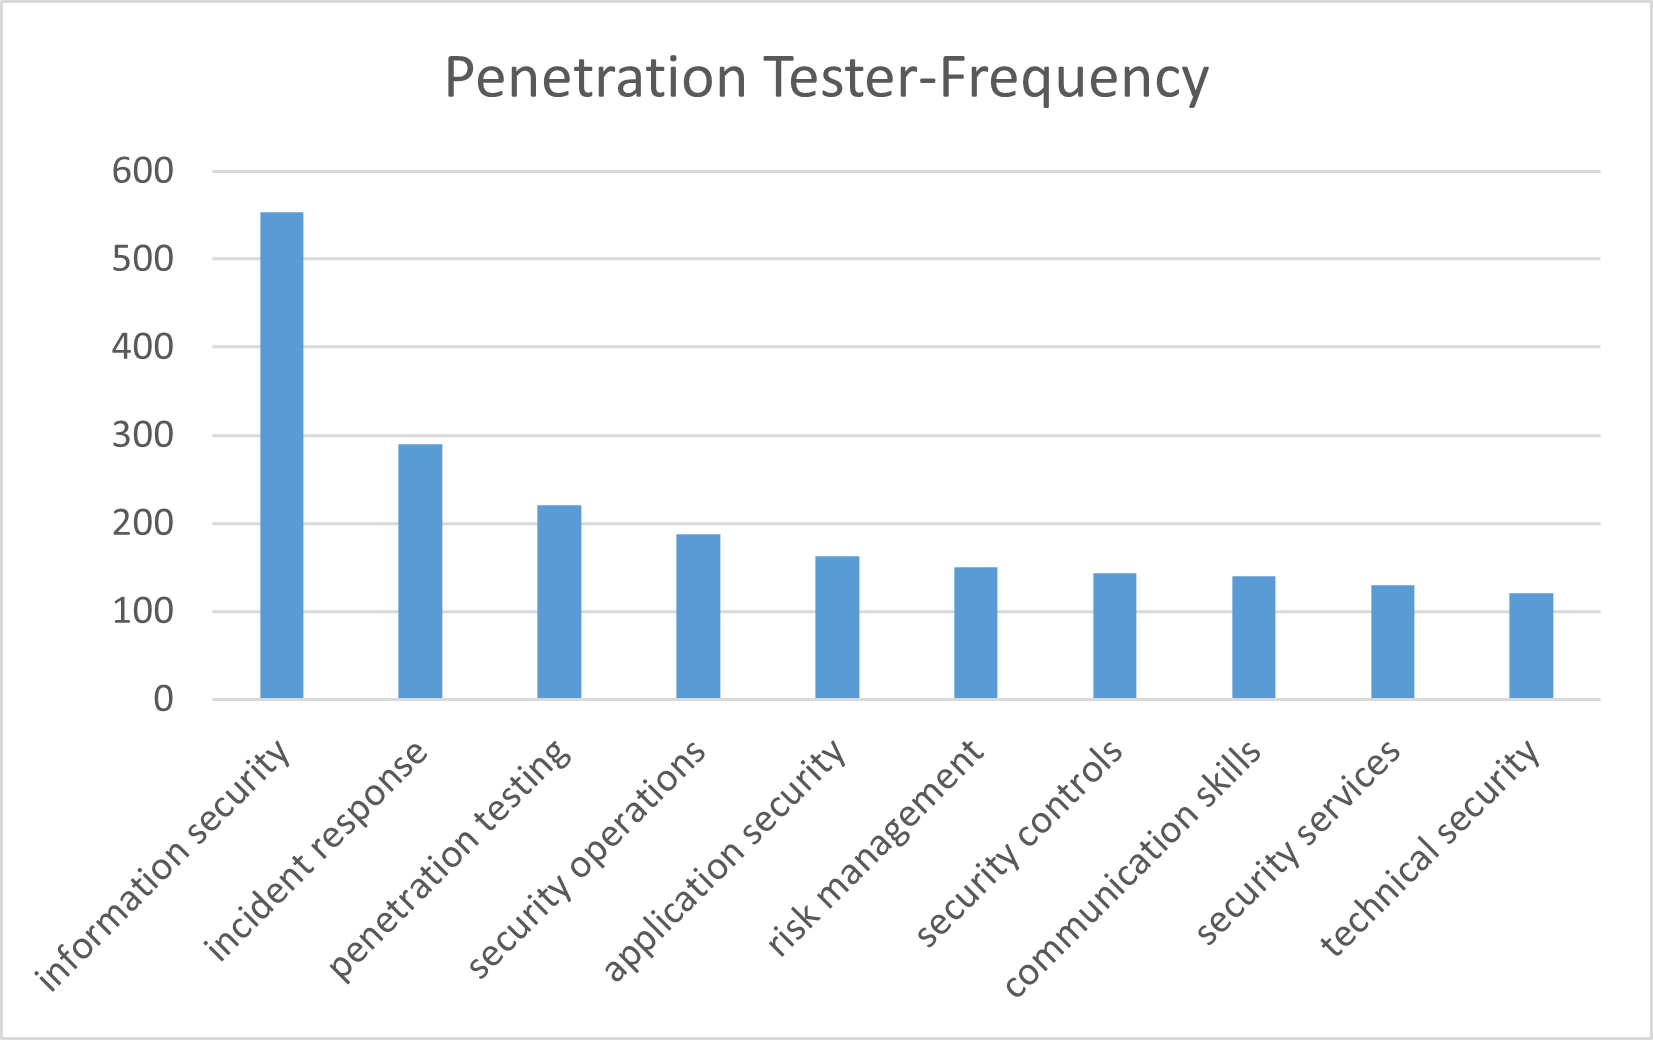 Penetration Tester-Frequency
600
500
400
300
200
100
0
information security
incident response
penetration testing
security operations
application security
risk management
security controls
communication skills
security services
technical security